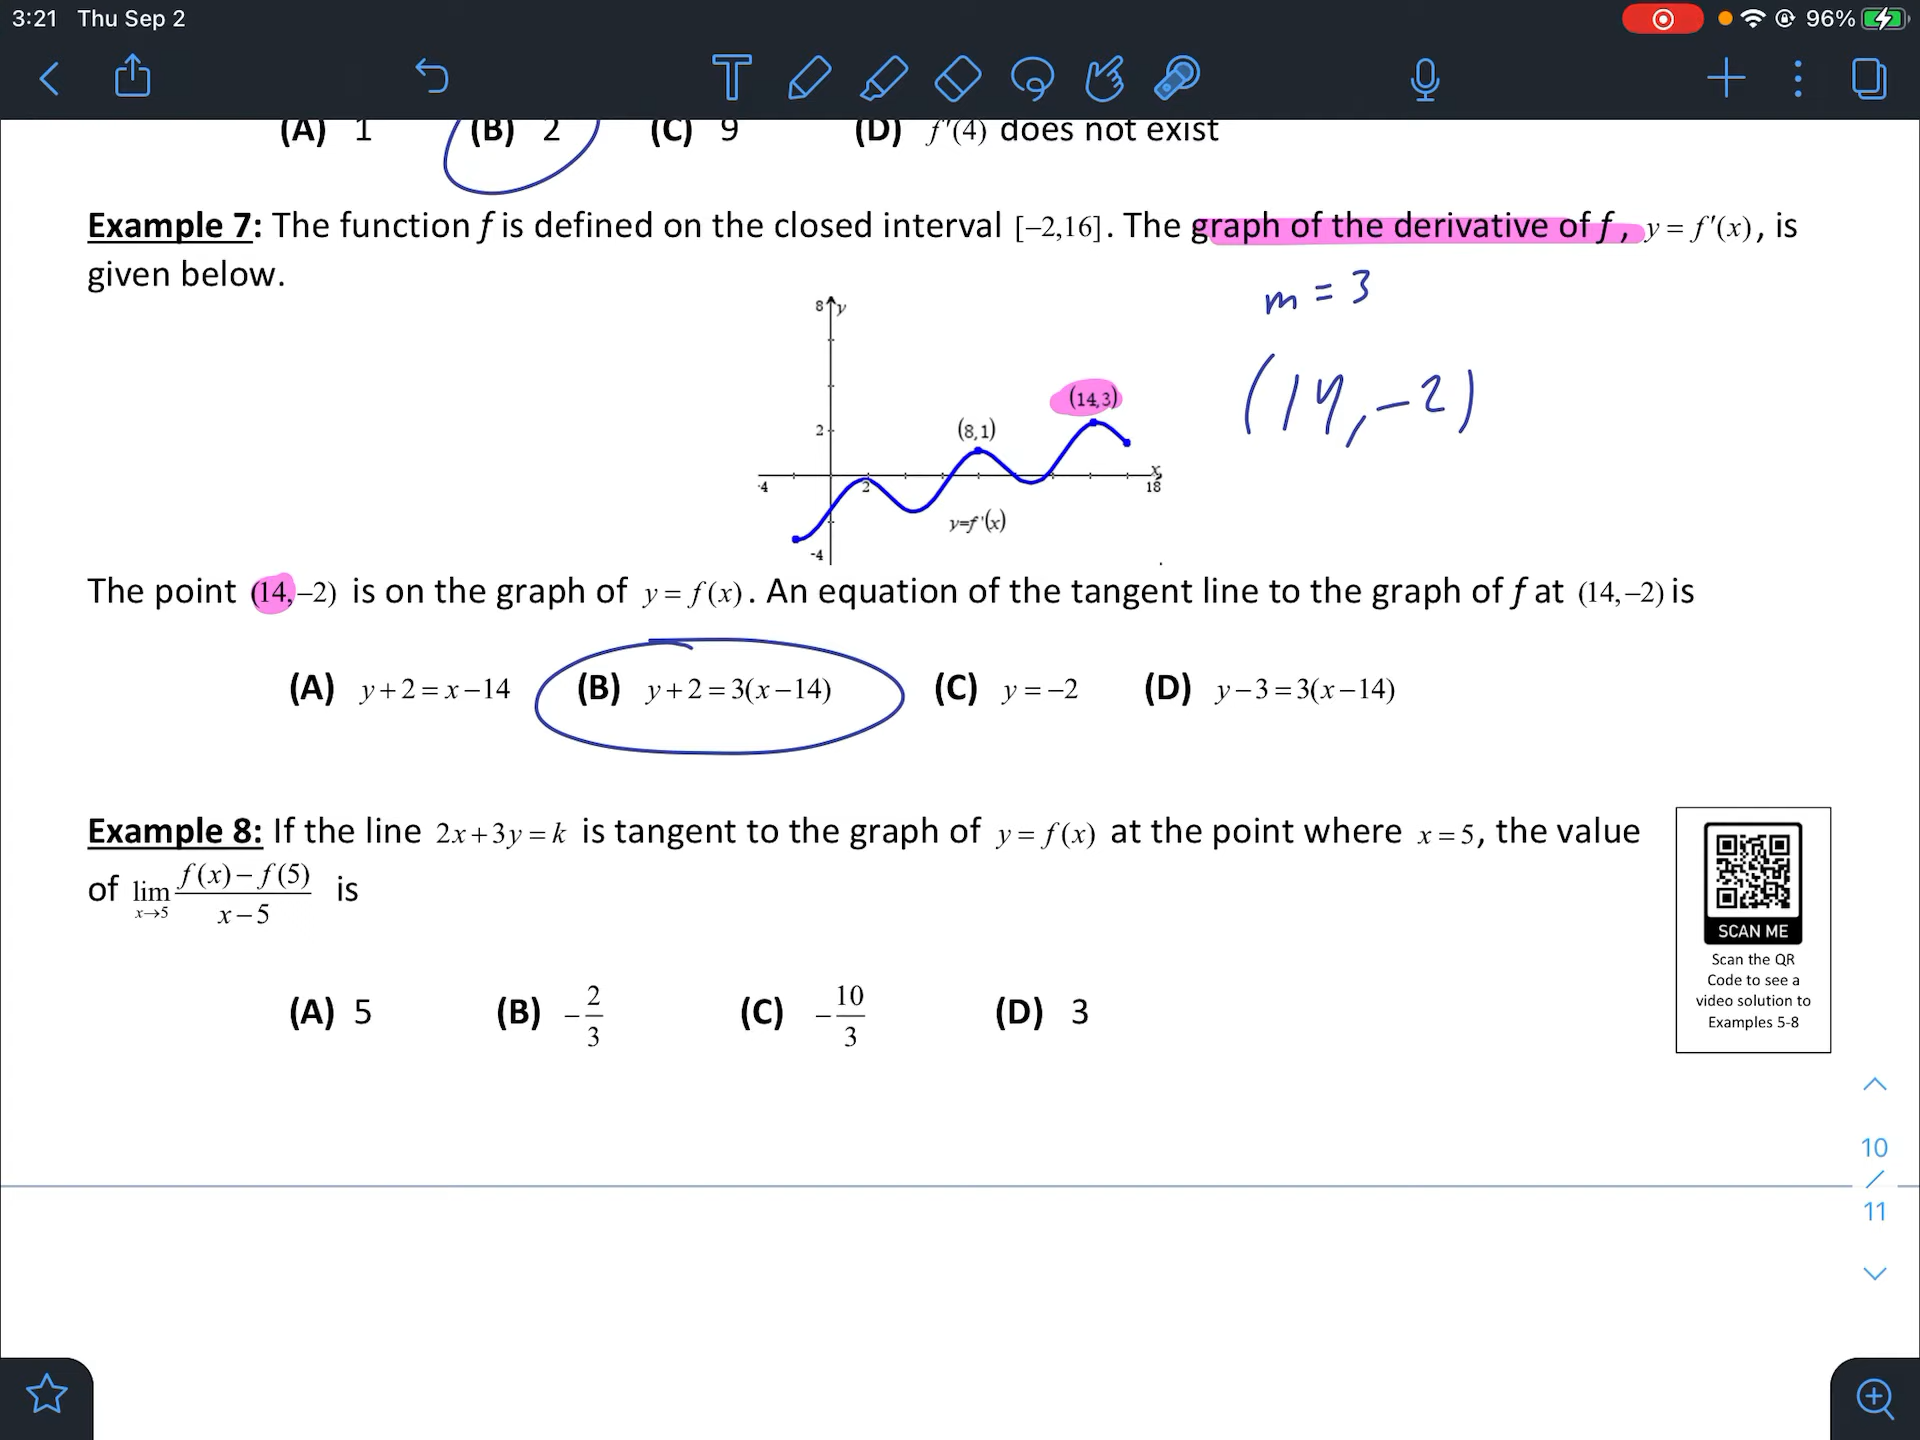 3:21 Thu Sep 2
96%
(A) 1 (B) 2 (C) 9 (D) f′(4) does not exist
Example 7: The function f is defined on the closed interval [−2,16]. The graph of the derivative of f, y = f′(x), is
given below.
m = 3
8 y
(14,3)
(14,−2)
(8,1)
2
x
-4 2 18
y=f'(x)
-4
The point (14,−2) is on the graph of y = f(x). An equation of the tangent line to the graph of f at (14,−2) is
(A) y+2=x−14 (B) y+2=3(x−14) (C) y=−2 (D) y−3=3(x−14)
Example 8: If the line 2x+3y=k is tangent to the graph of y = f(x) at the point where x=5, the value
of lim x→5 f(x)−f(5) / x−5 is
(A) 5 (B) −2/3 (C) −10/3 (D) 3
SCAN ME
Scan the QR
Code to see a
video solution to
Examples 5-8
10
/
11